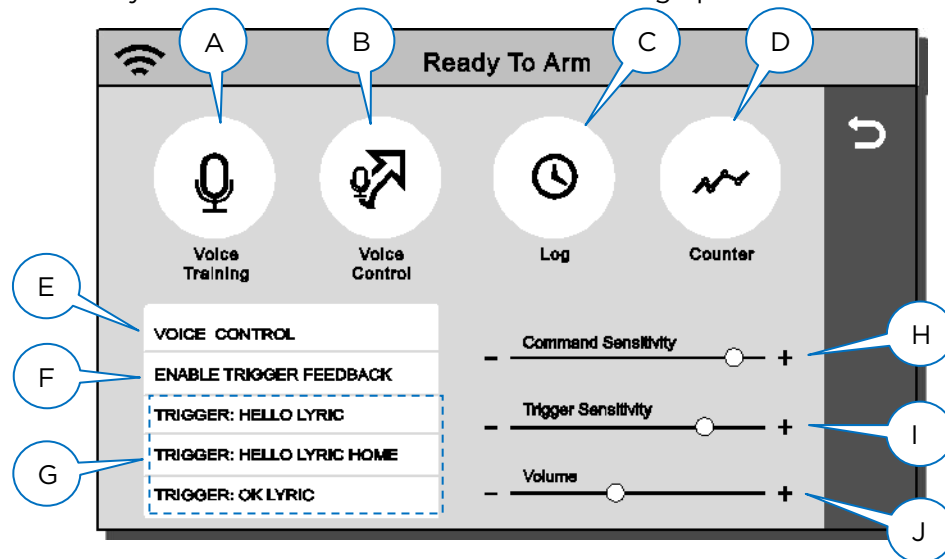 A B C D
Ready To Arm
Voice Training
Voice Control
Log
Counter
E
VOICE CONTROL
F
ENABLE TRIGGER FEEDBACK
TRIGGER: HELLO LYRIC
G
TRIGGER: HELLO LYRIC HOME
TRIGGER: OK LYRIC
Command Sensitivity
- +
H
Trigger Sensitivity
- +
I
Volume
- +
J